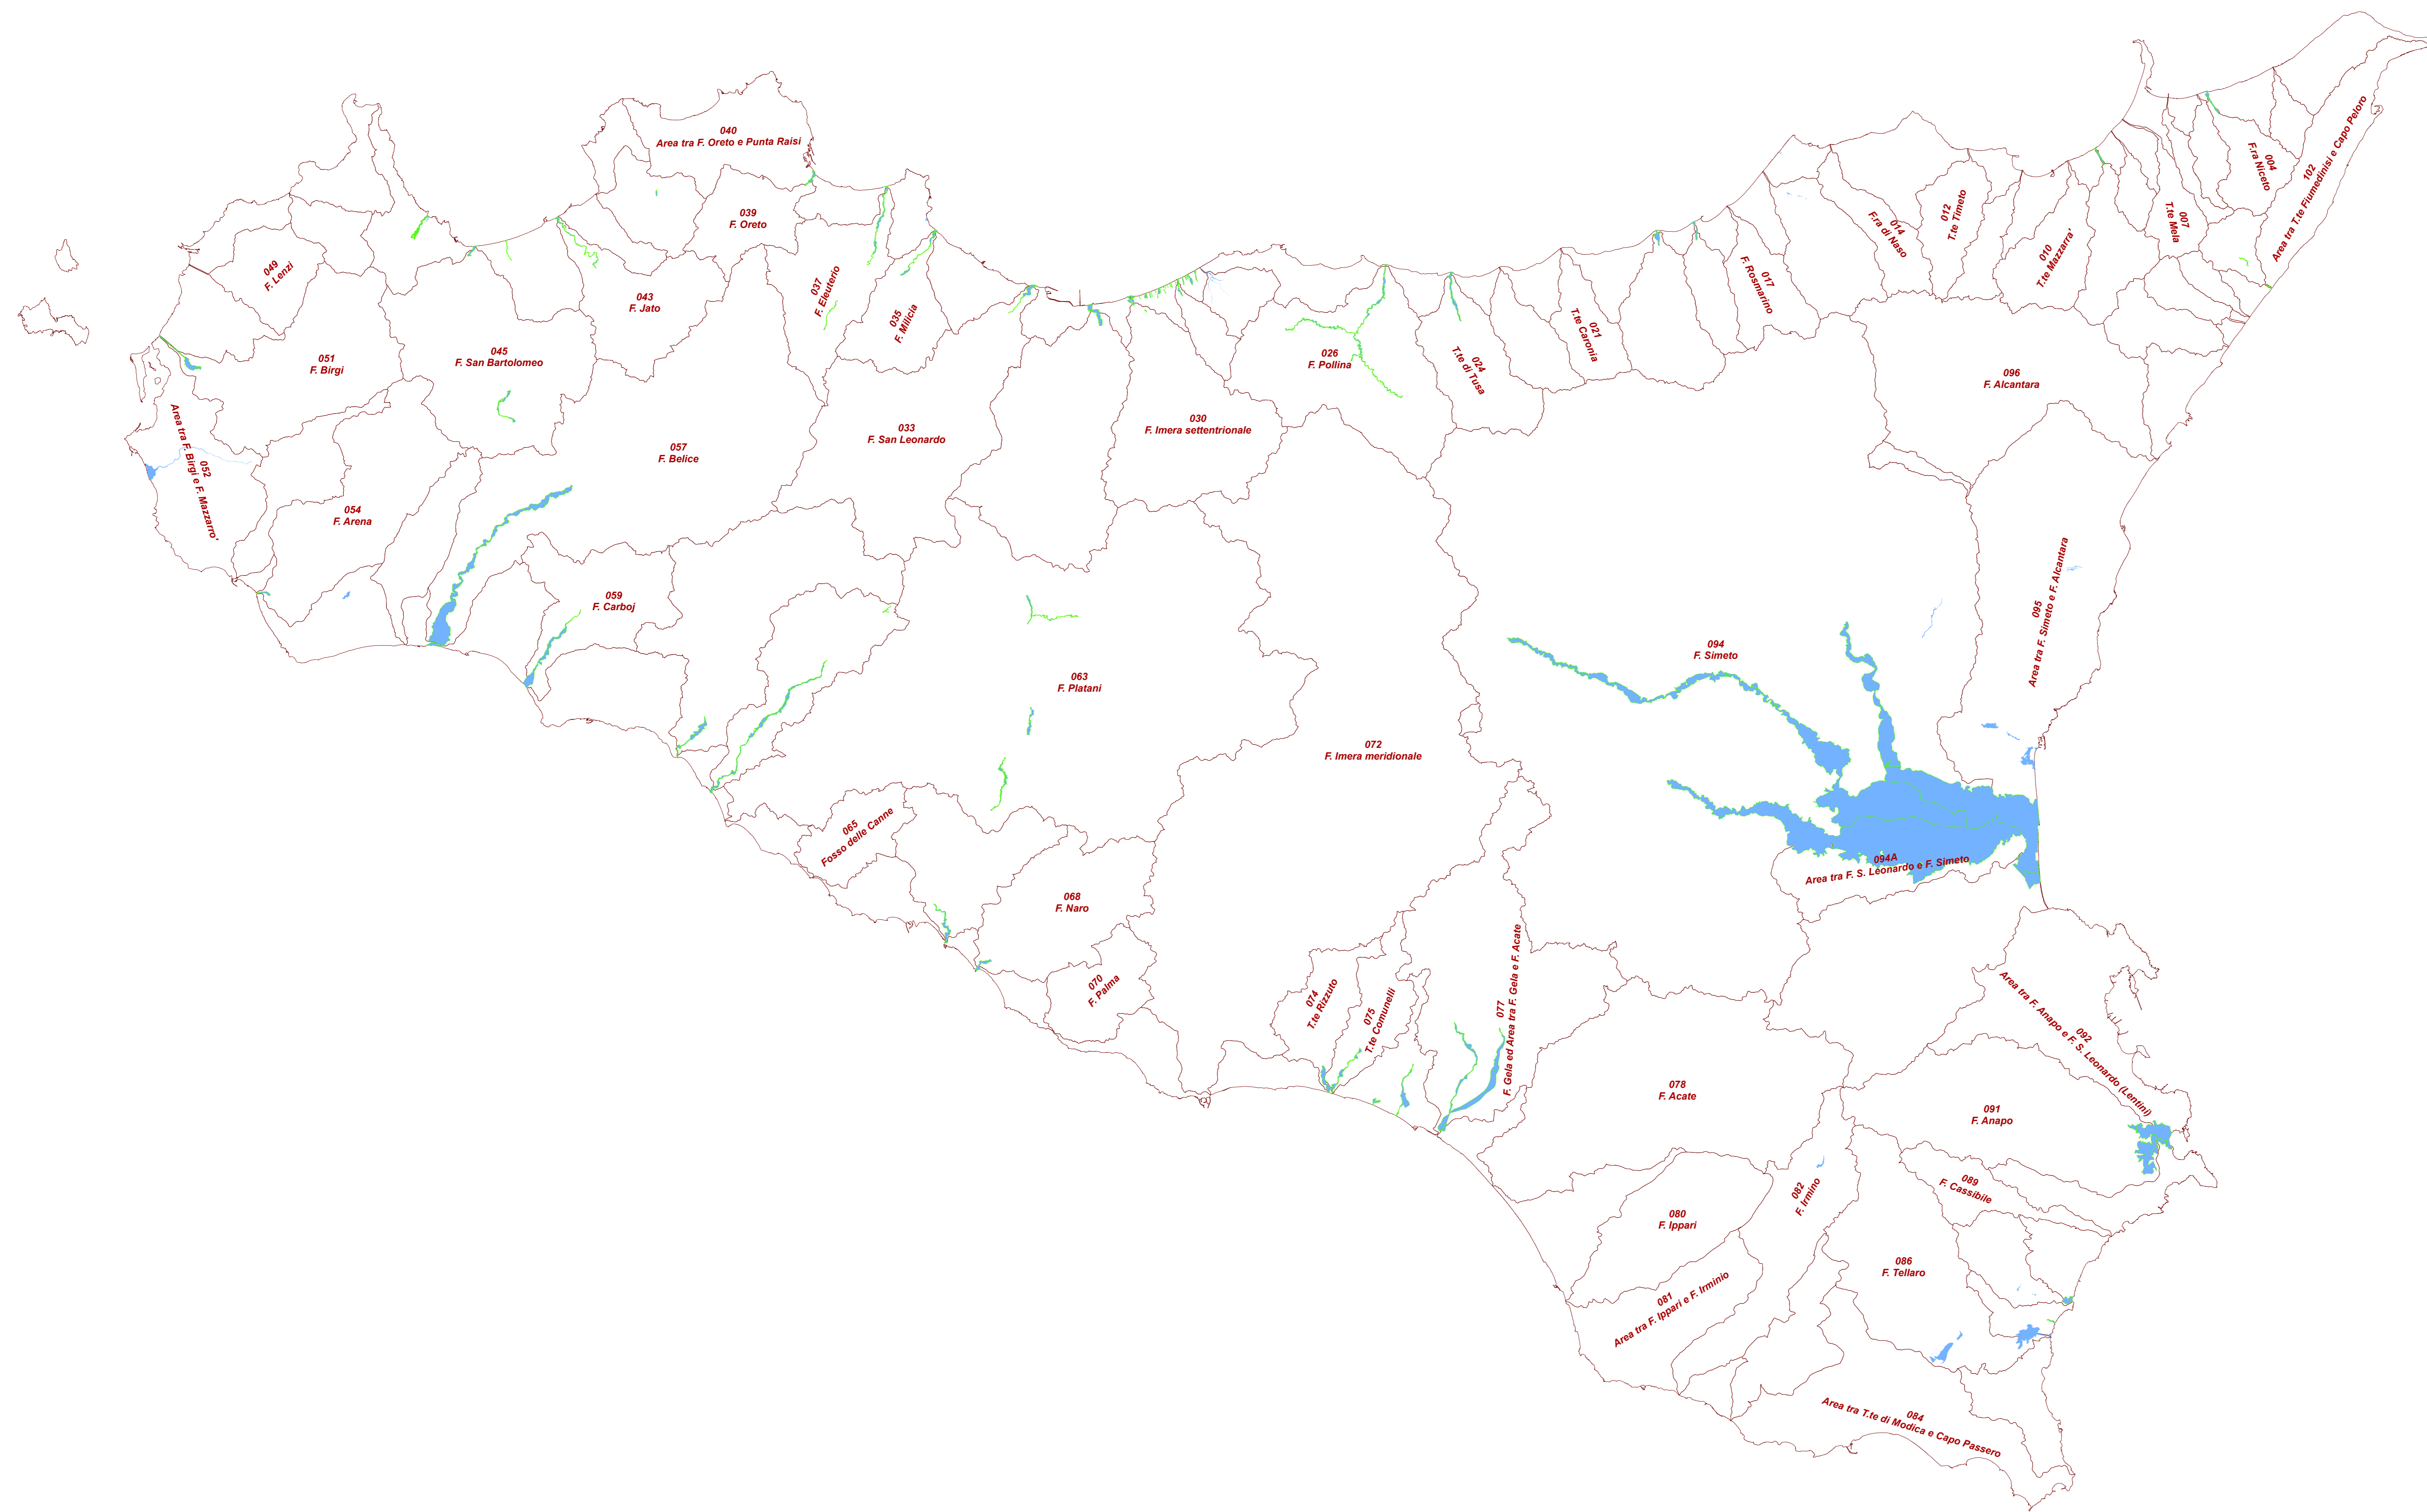 040
Area tra F. Oreto e Punta Raisi
004
F.ra Niceto
102
Area tra T.te Fiumedinisi e Capo Peloro
039
F. Oreto
049
F. Lenzi
043
F. Jato
037
F. Eleuterio
035
F. Milicia
017
F. Rosmarino
014
F.ra di Naso
012
T.te Timeto
010
T.te Mazzarra'
007
T.te Mela
051
F. Birgi
045
F. San Bartolomeo
026
F. Pollina
024
T.te di Tusa
021
T.te Caronia
096
F. Alcantara
052
Area tra F. Birgi e F. Mazzarro'
054
F. Arena
057
F. Belice
033
F. San Leonardo
030
F. Imera settentrionale
059
F. Carboj
063
F. Platani
072
F. Imera meridionale
094
F. Simeto
095
Area tra F. Simeto e F. Alcantara
065
Fosso delle Canne
094A
Area tra F. S. Leonardo e F. Simeto
068
F. Naro
070
F. Palma
074
T.te Rizzuto
075
T.te Comunelli
077
F. Gela ed Area tra F. Gela e F. Acate
078
F. Acate
092
Area tra F. Anapo e F. S. Leonardo (Lentini)
091
F. Anapo
089
F. Cassibile
082
F. Irmino
080
F. Ippari
081
Area tra F. Ippari e F. Irminio
086
F. Tellaro
084
Area tra T.te di Modica e Capo Passero